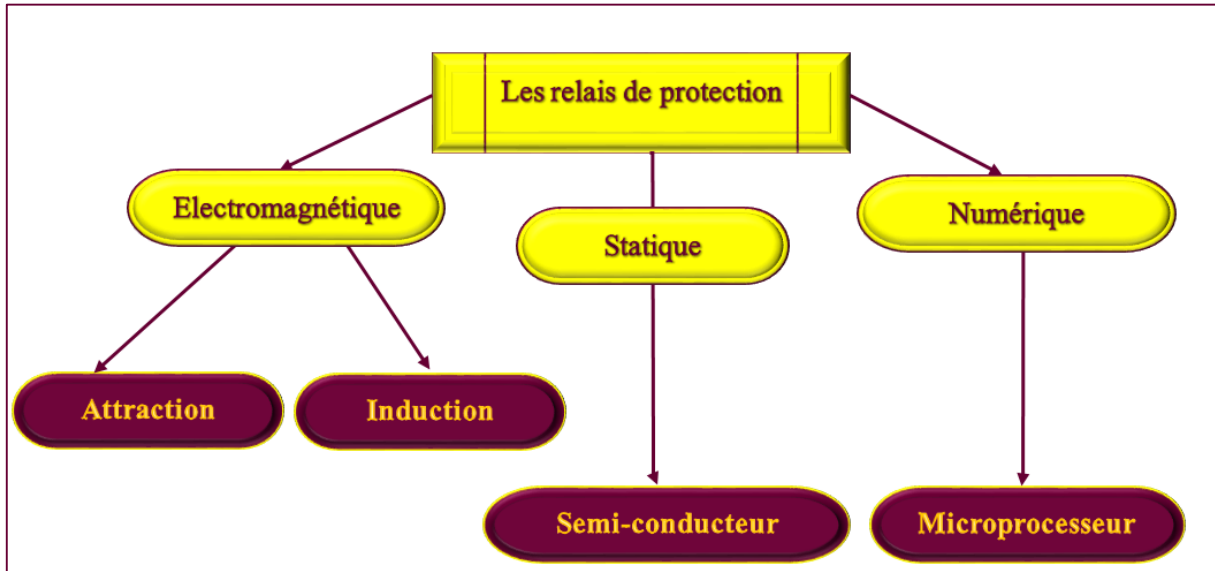 Les relais de protection
Electromagnétique
Statique
Numérique
Attraction
Induction
Semi-conducteur
Microprocesseur